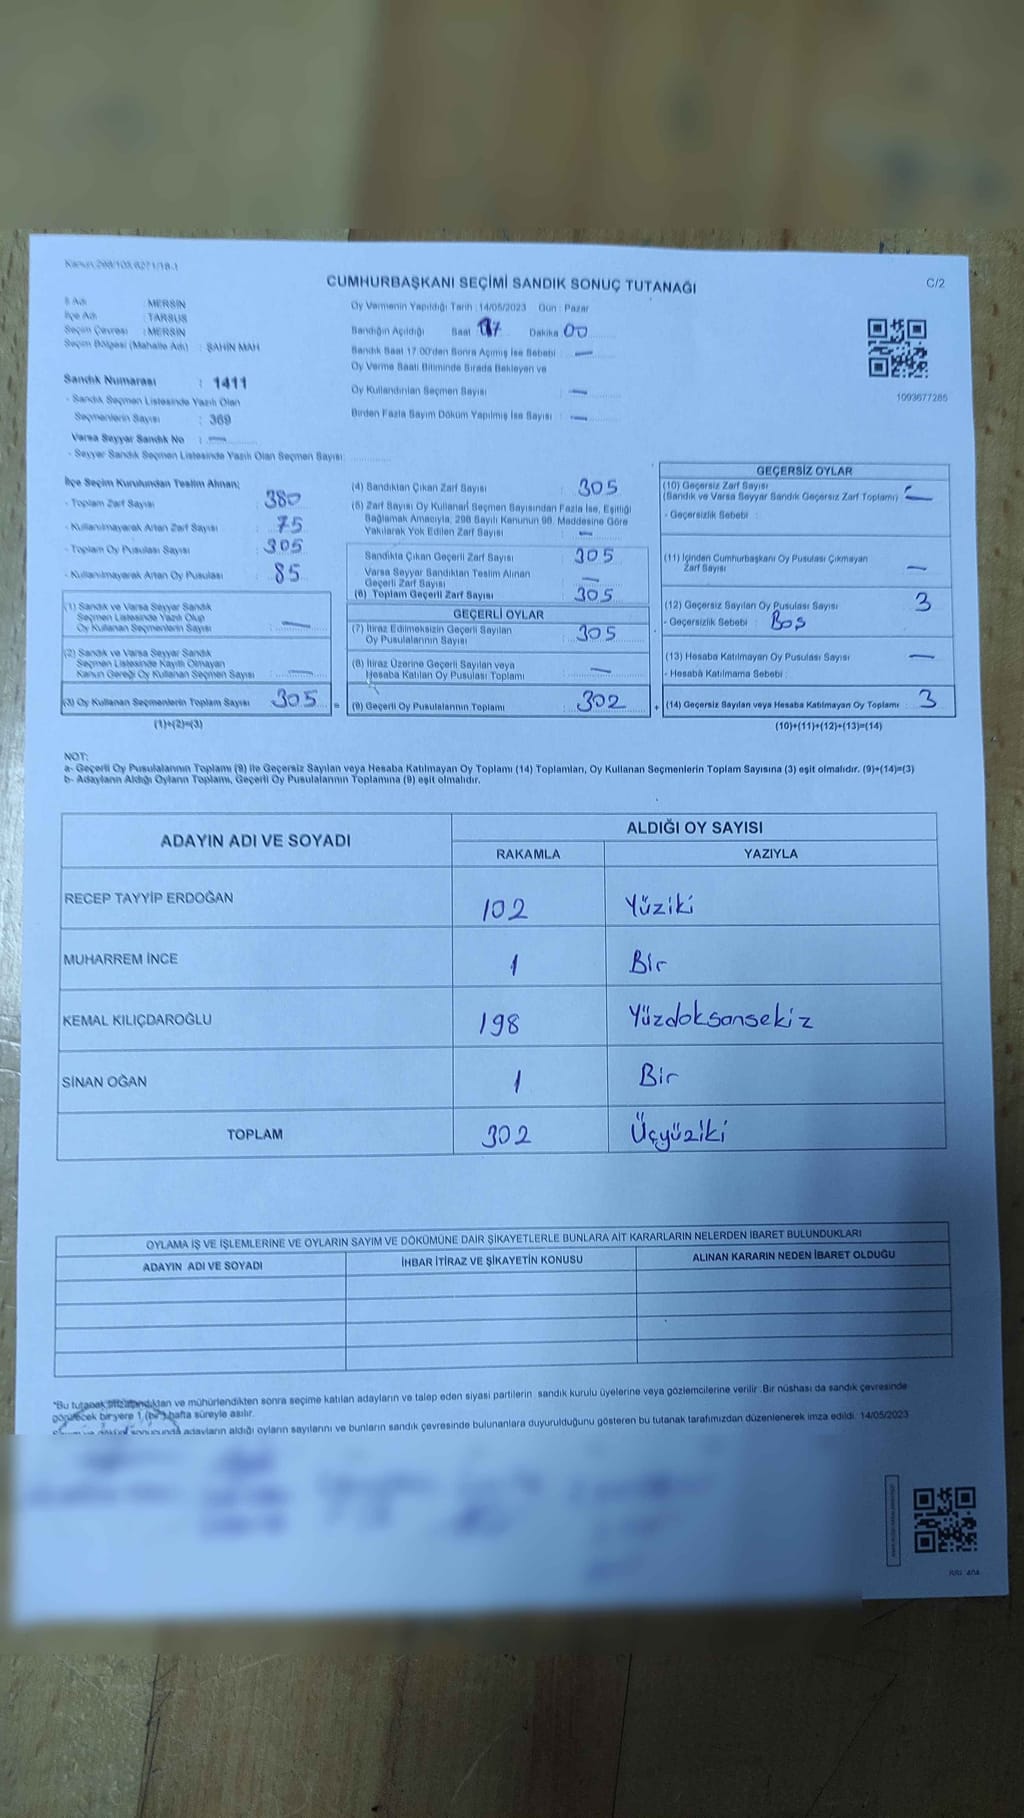 Kanun:298/105,6271/18-1
CUMHURBAŞKANI SEÇİMİ SANDIK SONUÇ TUTANAĞI
C/2
İl Adı : MERSİN
İlçe Adı : TARSUS
Seçim Çevresi : MERSİN
Seçim Bölgesi (Mahalle Adı) : ŞAHİN MAH
Oy Vermenin Yapıldığı Tarih : 14/05/2023 Gün : Pazar
Sandığın Açıldığı Saat 17 Dakika 00
Sandık Saat 17:00'den Sonra Açılmış İse Sebebi : —
Oy Verme Saati Bitiminde Sırada Bekleyen ve
Oy Kullandırılan Seçmen Sayısı : —
Birden Fazla Sayım Döküm Yapılmış İse Sayısı : —
1093677285
Sandık Numarası : 1411
- Sandık Seçmen Listesinde Yazılı Olan
Seçmenlerin Sayısı : 369
Varsa Seyyar Sandık No : —
- Seyyar Sandık Seçmen Listesinde Yazılı Olan Seçmen Sayısı:
İlçe Seçim Kurulundan Teslim Alınan;
- Toplam Zarf Sayısı : 380
- Kullanılmayarak Artan Zarf Sayısı : 75
- Toplam Oy Pusulası Sayısı : 305
- Kullanılmayarak Artan Oy Pusulası : 85
(1) Sandık ve Varsa Seyyar Sandık
Seçmen Listesinde Yazılı Olup
Oy Kullanan Seçmenlerin Sayısı : —
(2) Sandık ve Varsa Seyyar Sandık
Seçmen Listesinde Kayıtlı Olmayan
Kanun Gereği Oy Kullanan Seçmen Sayısı : —
(3) Oy Kullanan Seçmenlerin Toplam Sayısı : 305 =
(1)+(2)=(3)
(4) Sandıktan Çıkan Zarf Sayısı : 305
(5) Zarf Sayısı Oy Kullanan Seçmen Sayısından Fazla İse, Eşitliği
Bağlamak Amacıyla, 298 Sayılı Kanunun 98. Maddesine Göre
Yakılarak Yok Edilen Zarf Sayısı : —
Sandıkta Çıkan Geçerli Zarf Sayısı : 305
Varsa Seyyar Sandıktan Teslim Alınan
Geçerli Zarf Sayısı : —
(6) Toplam Geçerli Zarf Sayısı : 305
GEÇERLİ OYLAR
(7) İtiraz Edilmeksizin Geçerli Sayılan
Oy Pusulalarının Sayısı : 305
(8) İtiraz Üzerine Geçerli Sayılan veya
Hesaba Katılan Oy Pusulası Toplamı : —
(9) Geçerli Oy Pusulalarının Toplamı : 302 +
GEÇERSİZ OYLAR
(10) Geçersiz Zarf Sayısı
(Sandık ve Varsa Seyyar Sandık Geçersiz Zarf Toplamı) : —
- Geçersizlik Sebebi :
(11) İçinden Cumhurbaşkanı Oy Pusulası Çıkmayan
Zarf Sayısı : —
(12) Geçersiz Sayılan Oy Pusulası Sayısı : 3
- Geçersizlik Sebebi : Boş
(13) Hesaba Katılmayan Oy Pusulası Sayısı : —
- Hesaba Katılmama Sebebi :
(14) Geçersiz Sayılan veya Hesaba Katılmayan Oy Toplamı : 3
(10)+(11)+(12)+(13)=(14)
NOT:
a- Geçerli Oy Pusulalarının Toplamı (9) ile Geçersiz Sayılan veya Hesaba Katılmayan Oy Toplamı (14) Toplamları, Oy Kullanan Seçmenlerin Toplam Sayısına (3) eşit olmalıdır. (9)+(14)=(3)
b- Adayların Aldığı Oyların Toplamı, Geçerli Oy Pusulalarının Toplamına (9) eşit olmalıdır.
ADAYIN ADI VE SOYADI
ALDIĞI OY SAYISI
RAKAMLA YAZIYLA
RECEP TAYYİP ERDOĞAN 102 Yüziki
MUHARREM İNCE 1 Bir
KEMAL KILIÇDAROĞLU 198 Yüzdoksansekiz
SİNAN OĞAN 1 Bir
TOPLAM 302 Üçyüziki
OYLAMA İŞ VE İŞLEMLERİNE VE OYLARIN SAYIM VE DÖKÜMÜNE DAİR ŞİKAYETLERLE BUNLARA AİT KARARLARIN NELERDEN İBARET BULUNDUKLARI
ADAYIN ADI VE SOYADI İHBAR İTİRAZ VE ŞİKAYETİN KONUSU ALINAN KARARIN NEDEN İBARET OLDUĞU
*Bu tutanak imzalandıktan ve mühürlendikten sonra seçime katılan adayların ve talep eden siyasi partilerin sandık kurulu üyelerine veya gözlemcilerine verilir. Bir nüshası da sandık çevresinde
görülecek bir yere 1 (bir) hafta süreyle asılır.
Sayım ve döküm sonucunda adayların aldığı oyların sayılarını ve bunların sandık çevresinde bulunanlara duyurulduğunu gösteren bu tutanak tarafımızdan düzenlenerek imza edildi. 14/05/2023